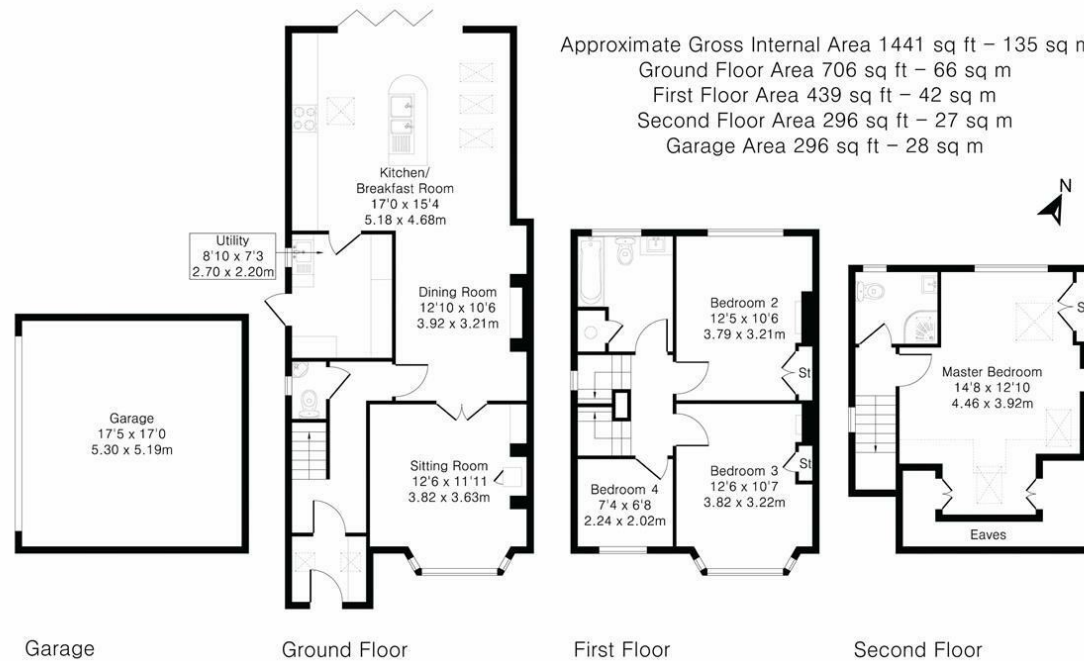 Approximate Gross Internal Area 1441 sq ft – 135 sq m
Ground Floor Area 706 sq ft – 66 sq m
First Floor Area 439 sq ft – 42 sq m
Second Floor Area 296 sq ft – 27 sq m
Garage Area 296 sq ft – 28 sq m
N
Kitchen/
Breakfast Room
17'0 x 15'4
5.18 x 4.68m
Utility
8'10 x 7'3
2.70 x 2.20m
Dining Room
12'10 x 10'6
3.92 x 3.21m
Sitting Room
12'6 x 11'11
3.82 x 3.63m
Garage
17'5 x 17'0
5.30 x 5.19m
Bedroom 2
12'5 x 10'6
3.79 x 3.21m
St
Bedroom 3
12'6 x 10'7
3.82 x 3.22m
St
Bedroom 4
7'4 x 6'8
2.24 x 2.02m
Master Bedroom
14'8 x 12'10
4.46 x 3.92m
S
Eaves
Garage
Ground Floor
First Floor
Second Floor